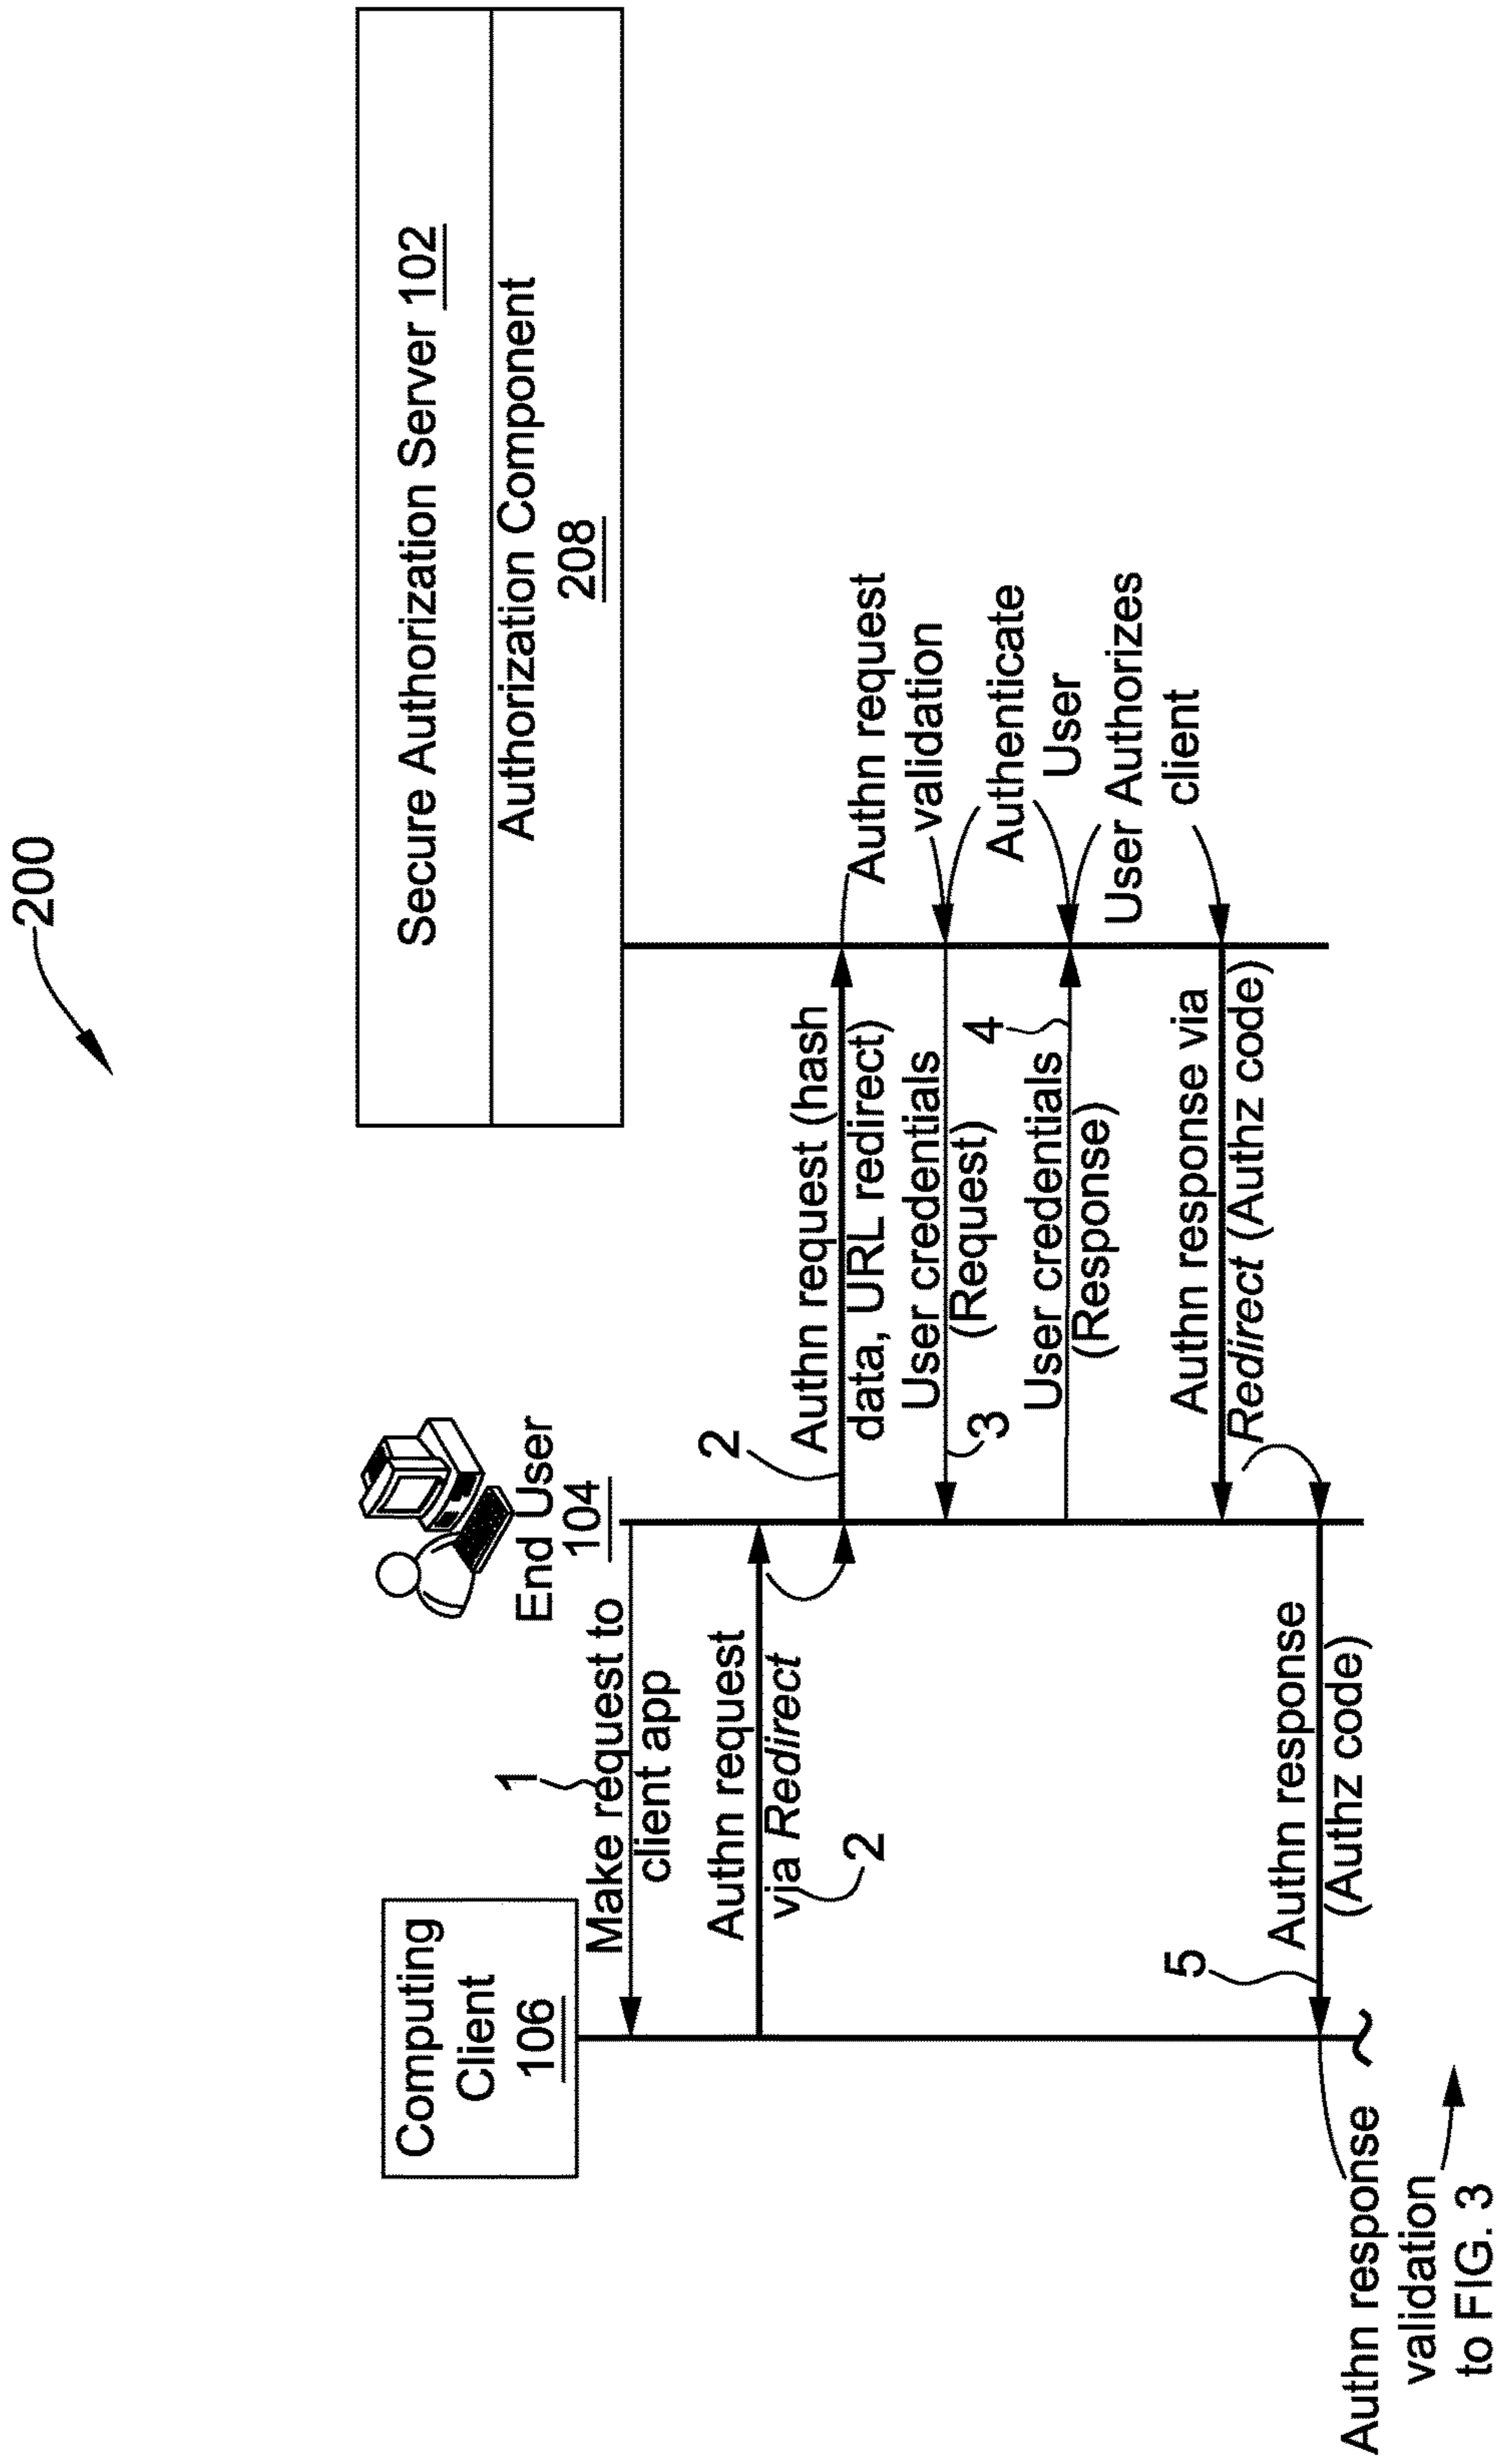 200
Secure Authorization Server 102
Authorization Component
208
End User
104
Computing
Client
106
1
Make request to
client app
Authn request
via Redirect
2
2
Authn request (hash
data, URL redirect)
Authn request
validation
User credentials
(Request)
3
Authenticate
User
4
User credentials
(Response)
User Authorizes
client
Authn response via
Redirect (Authz code)
5
Authn response
(Authz code)
Authn response
validation
to FIG. 3